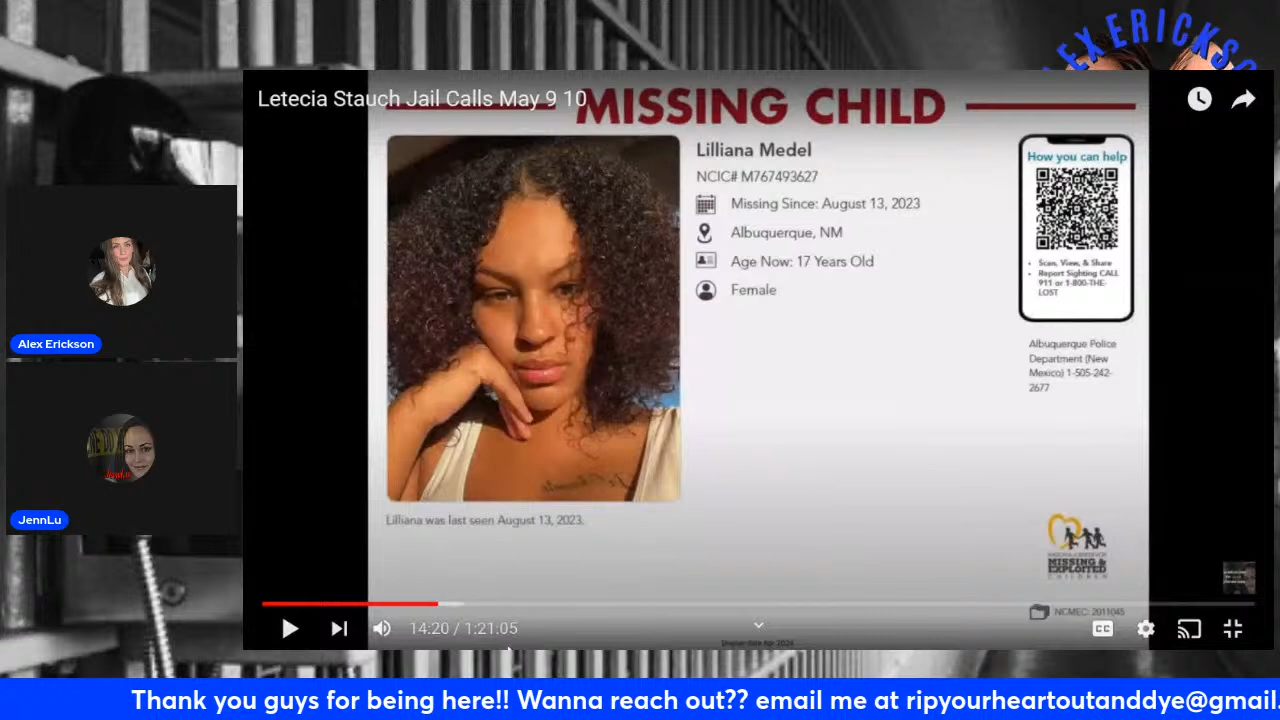 ALEX ERICKSO
Letecia Stauch Jail Calls May 9 10
MISSING CHILD
Lilliana Medel
NCIC# M767493627
Missing Since: August 13, 2023
Albuquerque, NM
Age Now: 17 Years Old
Female
Lilliana was last seen August 13, 2023.
How you can help
• Scan, View, & Share
• Report Sighting CALL
911 or 1-800-THE-
LOST
Albuquerque Police
Department (New
Mexico) 1-505-242-
2677
MISSING &
EXPLOITED
CHILDREN
NCMEC: 2011045
Alex Erickson
JennLu
14:20 / 1:21:05
CC
Thank you guys for being here!! Wanna reach out?? email me at ripyourheartoutanddye@gmail.